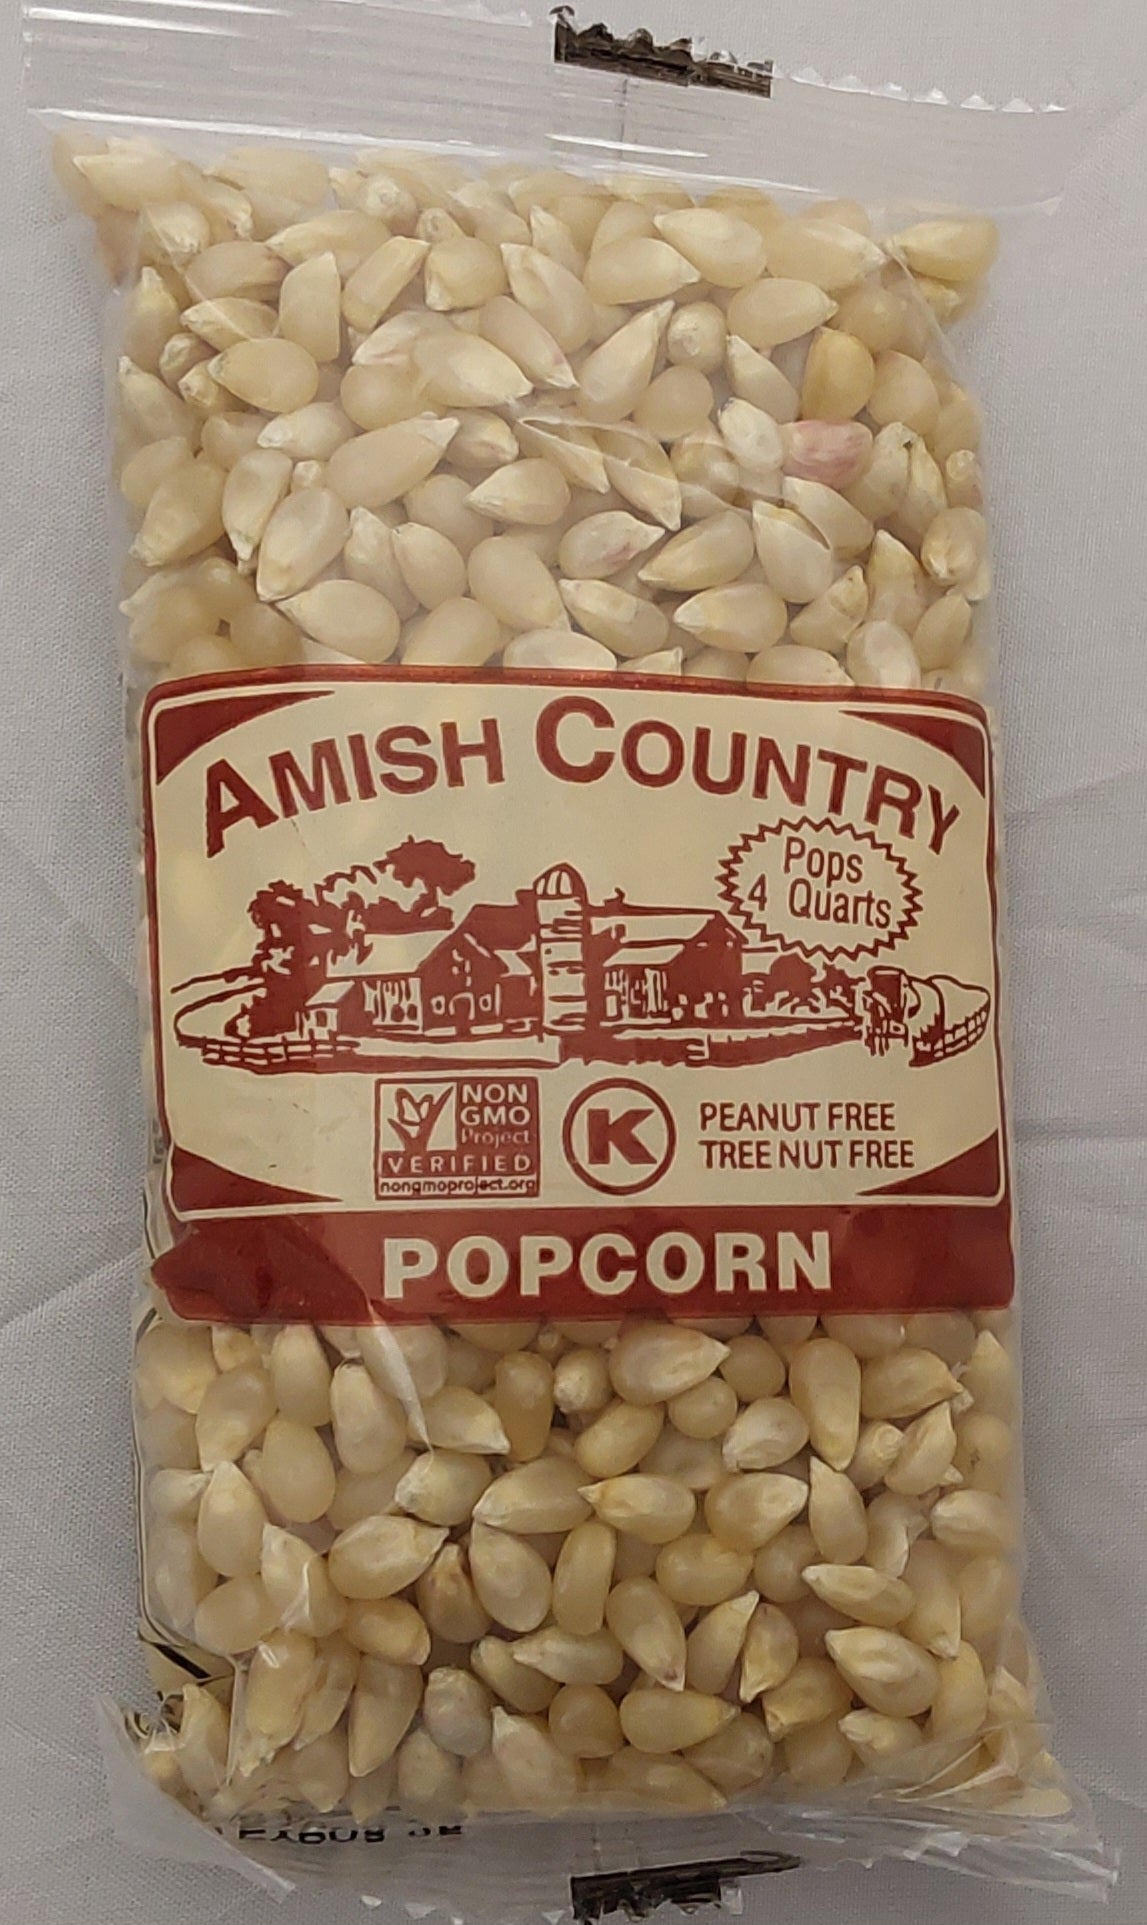 AMISH COUNTRY
Pops
4 Quarts
NON
GMO
Project
VERIFIED
nongmoproject.org
K
PEANUT FREE
TREE NUT FREE
POPCORN